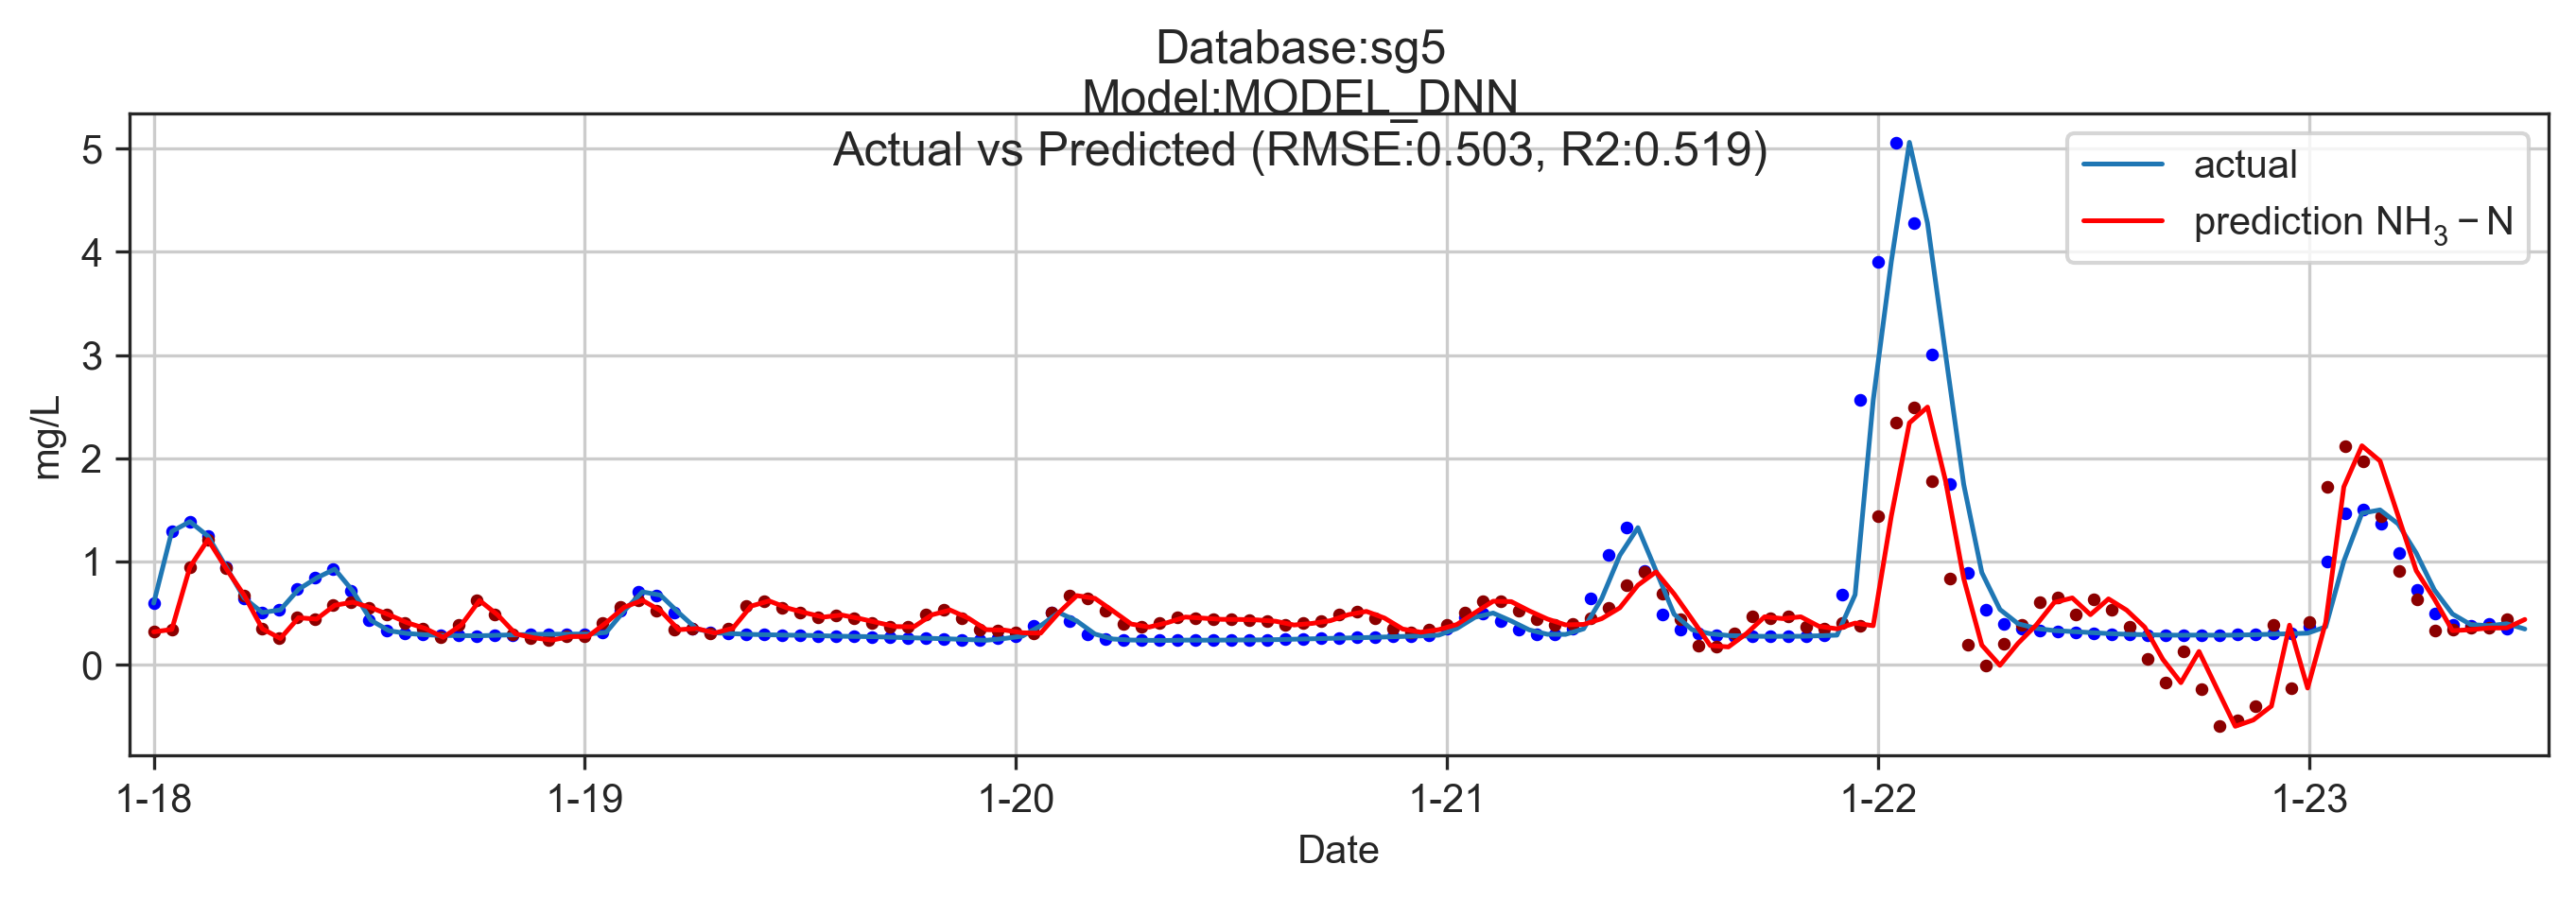 Database:sg5
Model:MODEL_DNN
Actual vs Predicted (RMSE:0.503, R2:0.519)
5
4
3
2
1
0
mg/L
actual
prediction NH₃ − N
1-18 1-19 1-20 1-21 1-22 1-23
Date